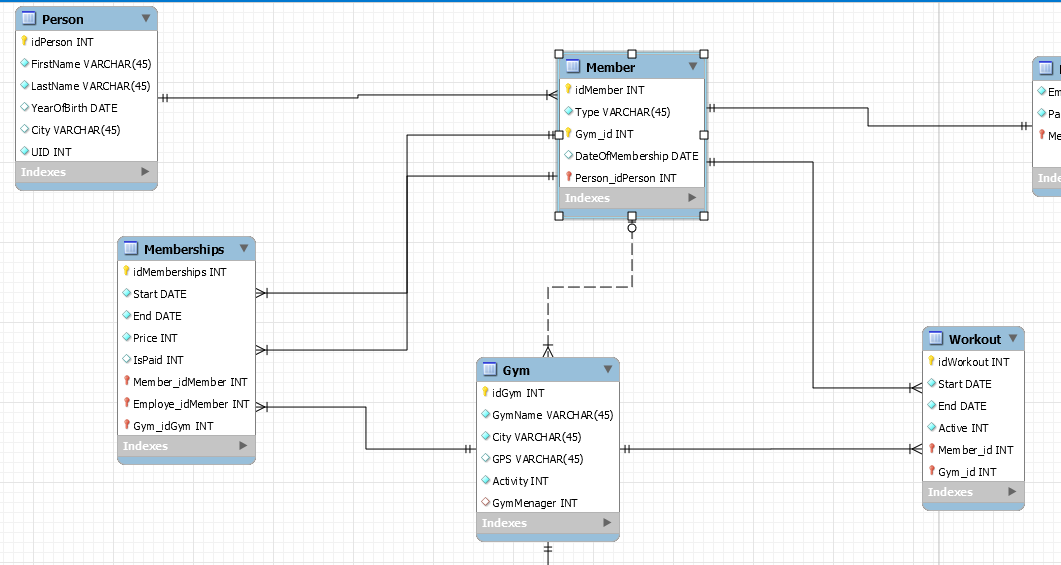 Person
idPerson INT
FirstName VARCHAR(45)
LastName VARCHAR(45)
YearOfBirth DATE
City VARCHAR(45)
UID INT
Indexes
Member
idMember INT
Type VARCHAR(45)
Gym_id INT
DateOfMembership DATE
Person_idPerson INT
Indexes
Em
Pa
Me
Inde
Memberships
idMemberships INT
Start DATE
End DATE
Price INT
IsPaid INT
Member_idMember INT
Employe_idMember INT
Gym_idGym INT
Indexes
Gym
idGym INT
GymName VARCHAR(45)
City VARCHAR(45)
GPS VARCHAR(45)
Activity INT
GymMenager INT
Indexes
Workout
idWorkout INT
Start DATE
End DATE
Active INT
Member_id INT
Gym_id INT
Indexes